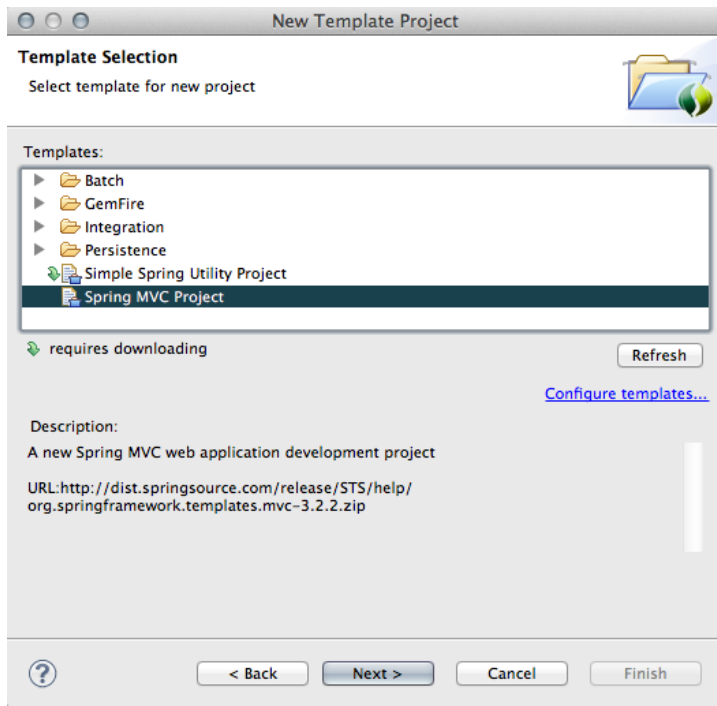 New Template Project
Template Selection
Select template for new project
Templates:
Batch
GemFire
Integration
Persistence
Simple Spring Utility Project
Spring MVC Project
requires downloading
Refresh
Configure templates...
Description:
A new Spring MVC web application development project
URL:http://dist.springsource.com/release/STS/help/
org.springframework.templates.mvc-3.2.2.zip
?
< Back
Next >
Cancel
Finish